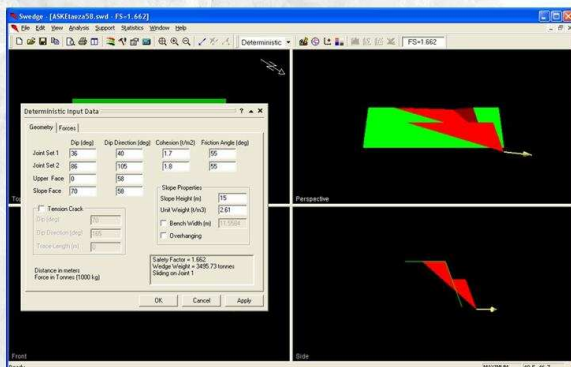 Swedge - [ASKEtaeza58.swd - FS=1.662]
File Edit View Analysis Support Statistics Window Help
Deterministic
FS=1.662
Deterministic Input Data
Geometry Forces
Dip (deg) Dip Direction (deg) Cohesion (t/m2) Friction Angle (deg)
Joint Set 1 36 40 1.7 55
Joint Set 2 86 105 1.8 55
Upper Face 0 58
Slope Face 70 58
Slope Properties
Slope Height (m) 15
Unit Weight (t/m3) 2.61
Bench Width (m)
Overhanging
Tension Crack
Dip (deg) 70
Dip Direction (deg) 165
Trace Length (m) 0
Distance in meters
Force in Tonnes (1000 kg)
Safety Factor = 1.662
Wedge Weight = 3495.73 tonnes
Sliding on Joint 1
OK Cancel Apply
Perspective
Front
Side